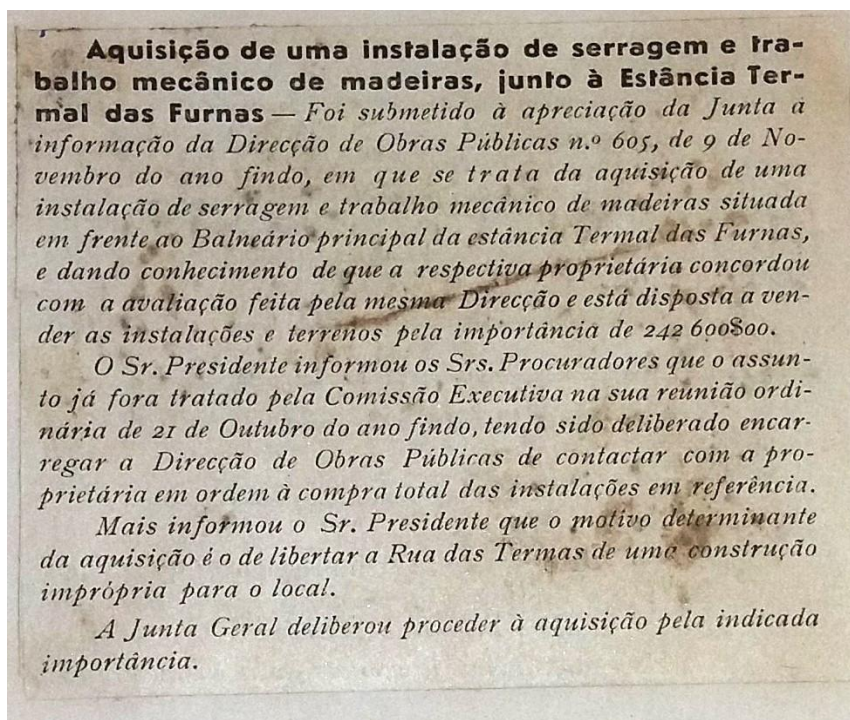 Aquisição de uma instalação de serragem e tra-
balho mecânico de madeiras, junto à Estância Ter-
mal das Furnas — Foi submetido à apreciação da Junta a
informação da Direcção de Obras Públicas n.º 605, de 9 de No-
vembro do ano findo, em que se trata da aquisição de uma
instalação de serragem e trabalho mecânico de madeiras situada
em frente ao Balneário principal da estância Termal das Furnas,
e dando conhecimento de que a respectiva proprietária concordou
com a avaliação feita pela mesma Direcção e está disposta a ven-
der as instalações e terrenos pela importância de 242 600$00.
O Sr. Presidente informou os Srs. Procuradores que o assun-
to já fora tratado pela Comissão Executiva na sua reunião ordi-
nária de 21 de Outubro do ano findo, tendo sido deliberado encar-
regar a Direcção de Obras Públicas de contactar com a pro-
prietária em ordem à compra total das instalações em referência.
Mais informou o Sr. Presidente que o motivo determinante
da aquisição é o de libertar a Rua das Termas de uma construção
imprópria para o local.
A Junta Geral deliberou proceder à aquisição pela indicada
importância.